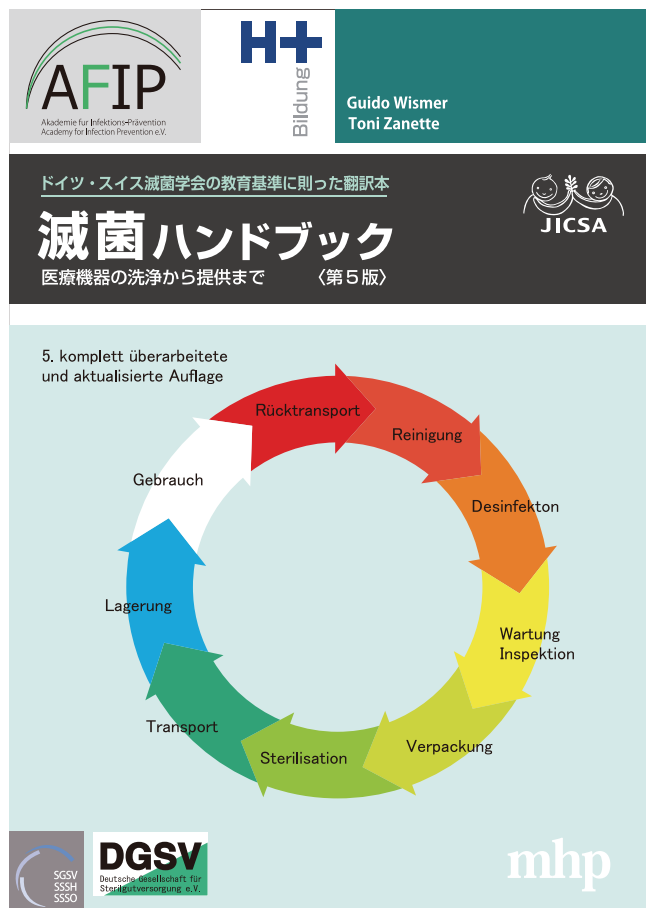 AFIP
Akademie fur Infektions-Prävention
Academy for Infection Prevention e.V.
H+
Bildung
Guido Wismer
Toni Zanette
ドイツ・スイス滅菌学会の教育基準に則った翻訳本
滅菌ハンドブック
医療機器の洗浄から提供まで 〈第5版〉
JICSA
5. komplett überarbeitete
und aktualisierte Auflage
Rücktransport
Reinigung
Desinfekton
Wartung
Inspektion
Verpackung
Sterilisation
Transport
Lagerung
Gebrauch
SGSV
SSSH
SSSO
DGSV
Deutsche Gesellschaft für
Sterilgutversorgung e.V.
mhp